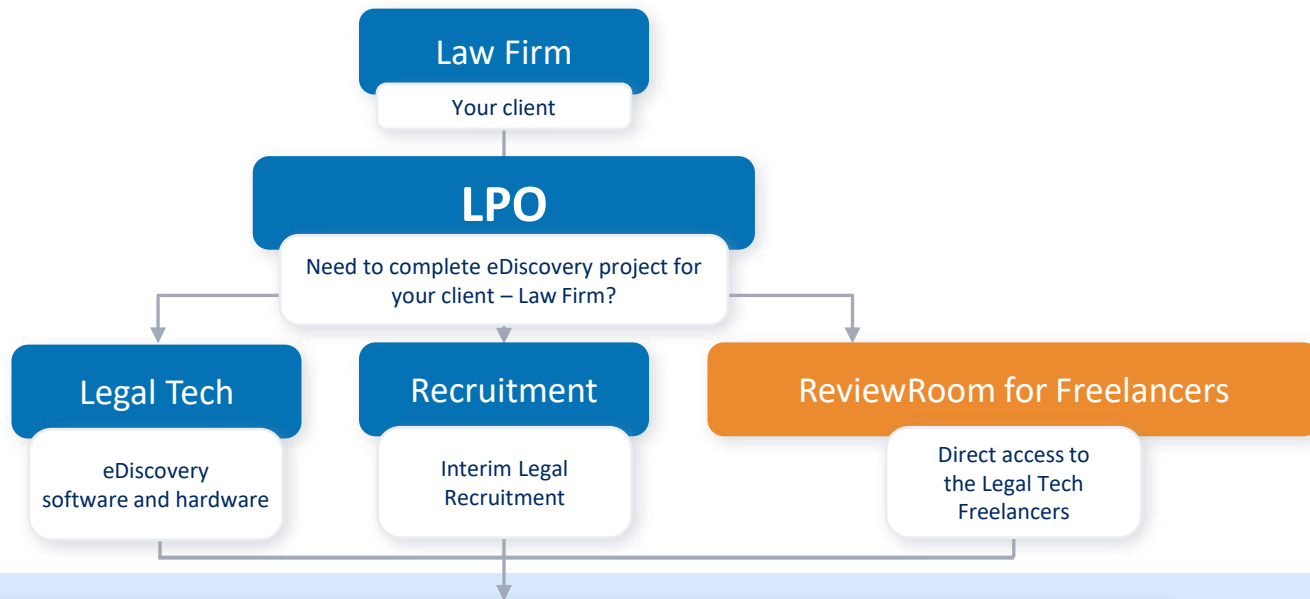 Law Firm
Your client
LPO
Need to complete eDiscovery project for
your client – Law Firm?
Legal Tech
eDiscovery
software and hardware
Recruitment
Interim Legal
Recruitment
ReviewRoom for Freelancers
Direct access to
the Legal Tech
Freelancers